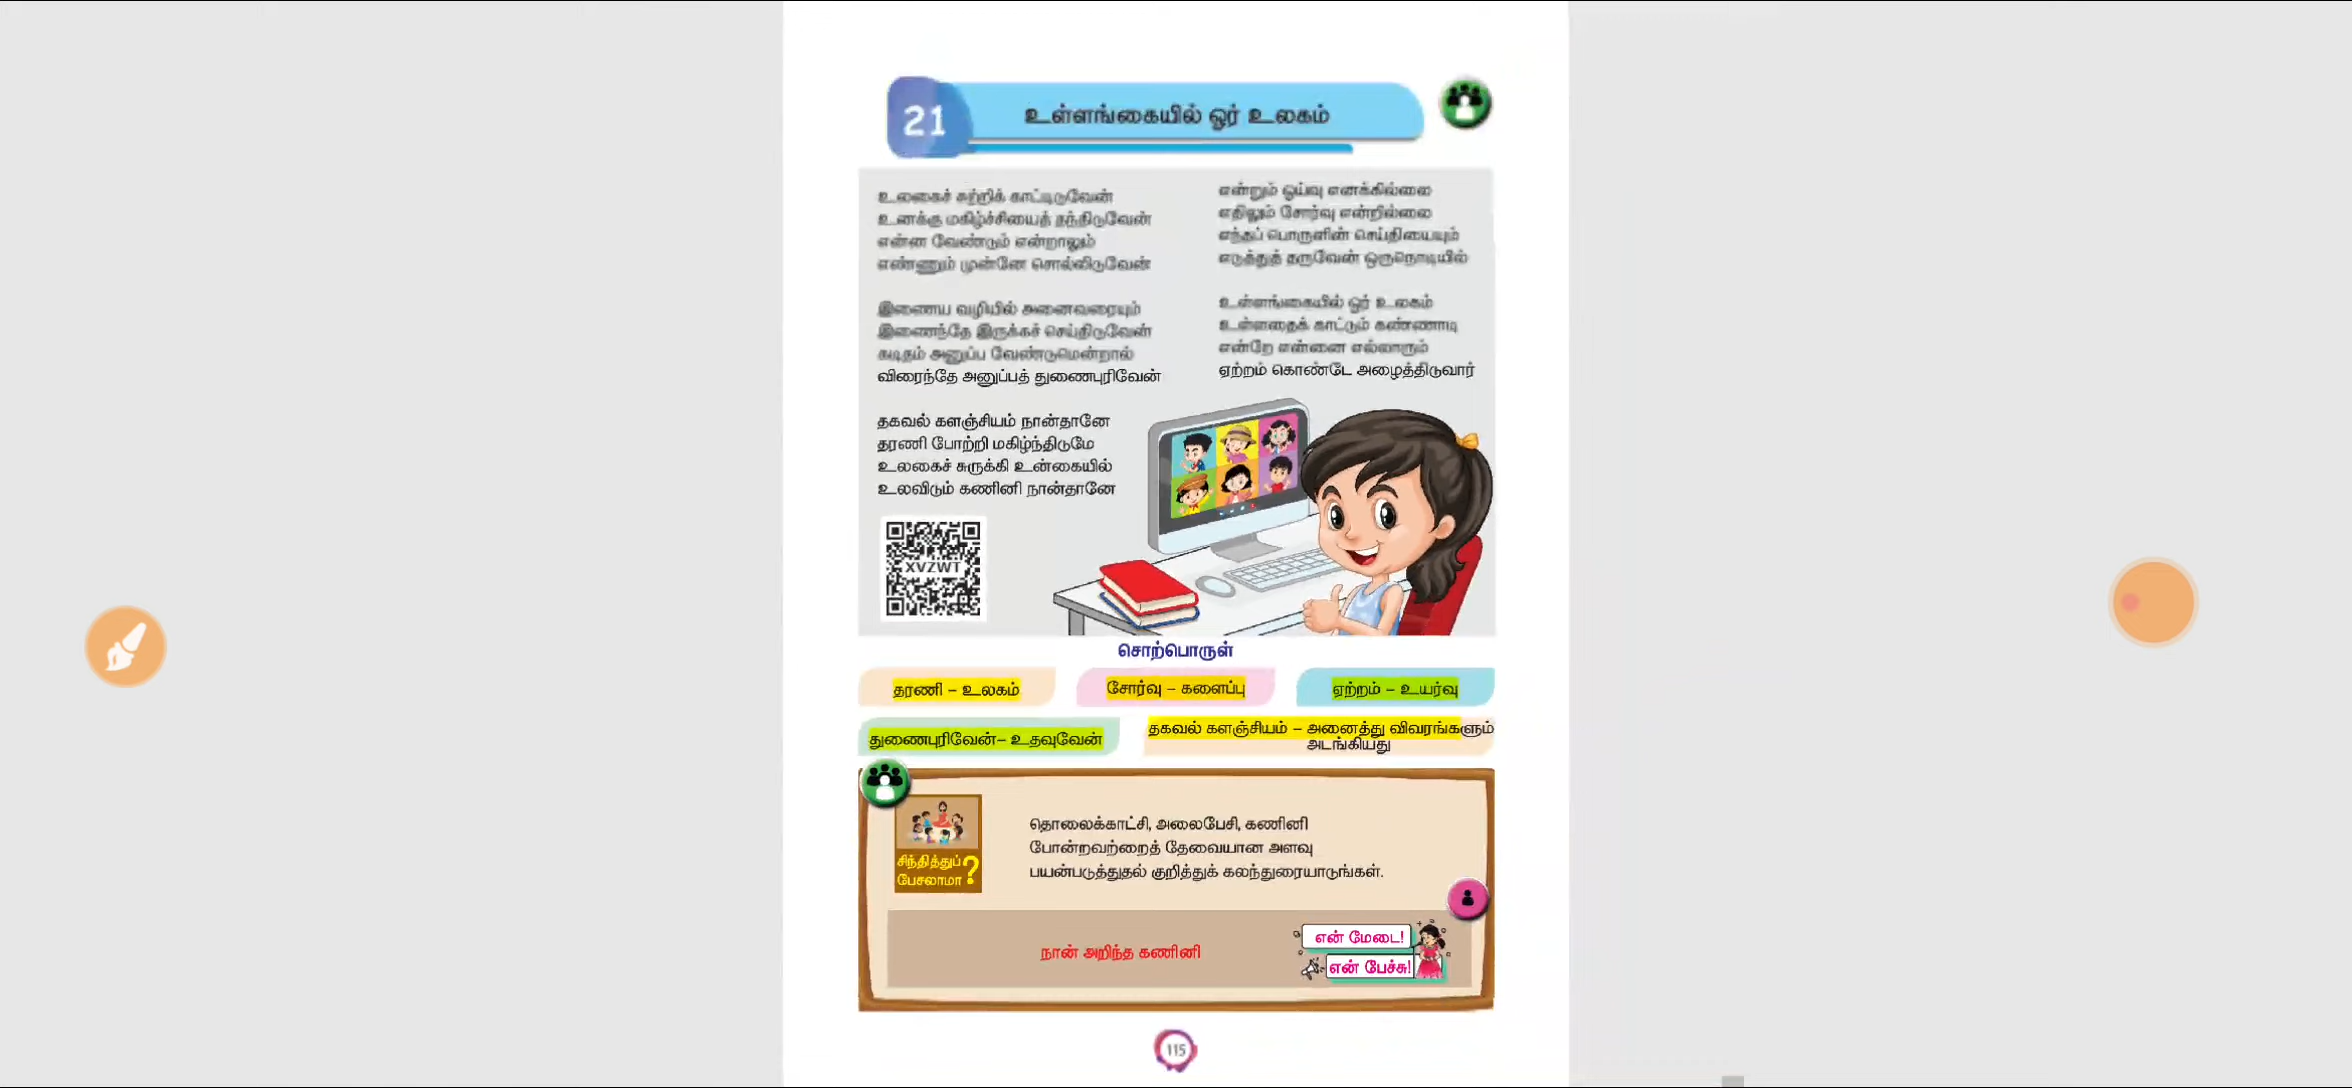 21
உள்ளங்கையில் ஓர் உலகம்
உலகைச் சுற்றிக் காட்டிடுவேன்
உனக்கு மகிழ்ச்சியைத் தந்திடுவேன்
என்ன வேண்டும் என்றாலும்
எண்ணும் முன்னே சொல்லிடுவேன்
இணைய வழியில் அனைவரையும்
இணைந்தே இருக்கச் செய்திடுவேன்
கடிதம் அனுப்ப வேண்டுமென்றால்
விரைந்தே அனுப்பத் துணைபுரிவேன்
தகவல் களஞ்சியம் நான்தானே
தரணி போற்றி மகிழ்ந்திடுமே
உலகைச் சுருக்கி உன்கையில்
உலவிடும் கணினி நான்தானே
என்றும் ஓய்வு எனக்கில்லை
எதிலும் சோர்வு என்றில்லை
எந்தப் பொருளின் செய்தியையும்
எடுத்துத் தருவேன் ஒருநொடியில்
உள்ளங்கையில் ஓர் உலகம்
உள்ளதைக் காட்டும் கண்ணாடி
என்றே என்னை எல்லாரும்
ஏற்றம் கொண்டே அழைத்திடுவார்
XVZWT
சொற்பொருள்
தரணி – உலகம்
சோர்வு – களைப்பு
ஏற்றம் – உயர்வு
துணைபுரிவேன்– உதவுவேன்
தகவல் களஞ்சியம் – அனைத்து விவரங்களும்
அடங்கியது
சிந்தித்துப்
பேசலாமா?
தொலைக்காட்சி, அலைபேசி, கணினி
போன்றவற்றைத் தேவையான அளவு
பயன்படுத்துதல் குறித்துக் கலந்துரையாடுங்கள்.
நான் அறிந்த கணினி
என் மேடை!
என் பேச்சு!
115